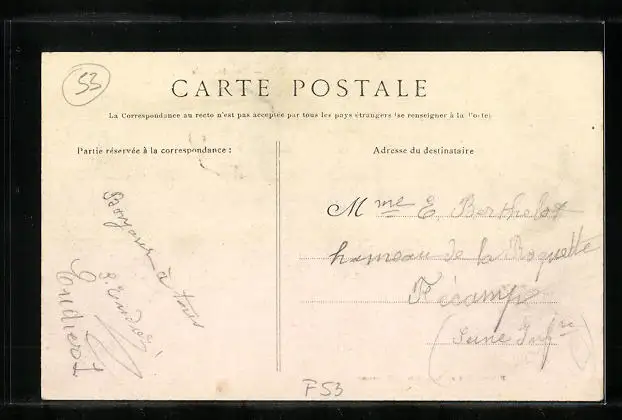 53
CARTE POSTALE
La Correspondance au recto n'est pas acceptée par tous les pays étrangers (se renseigner à la Poste)
Partie réservée à la correspondance :
Adresse du destinataire
Bonjour à tous
Mme E. Berthelot
hameau de la Roquette
Fécamp
(Seine Infre)
F53